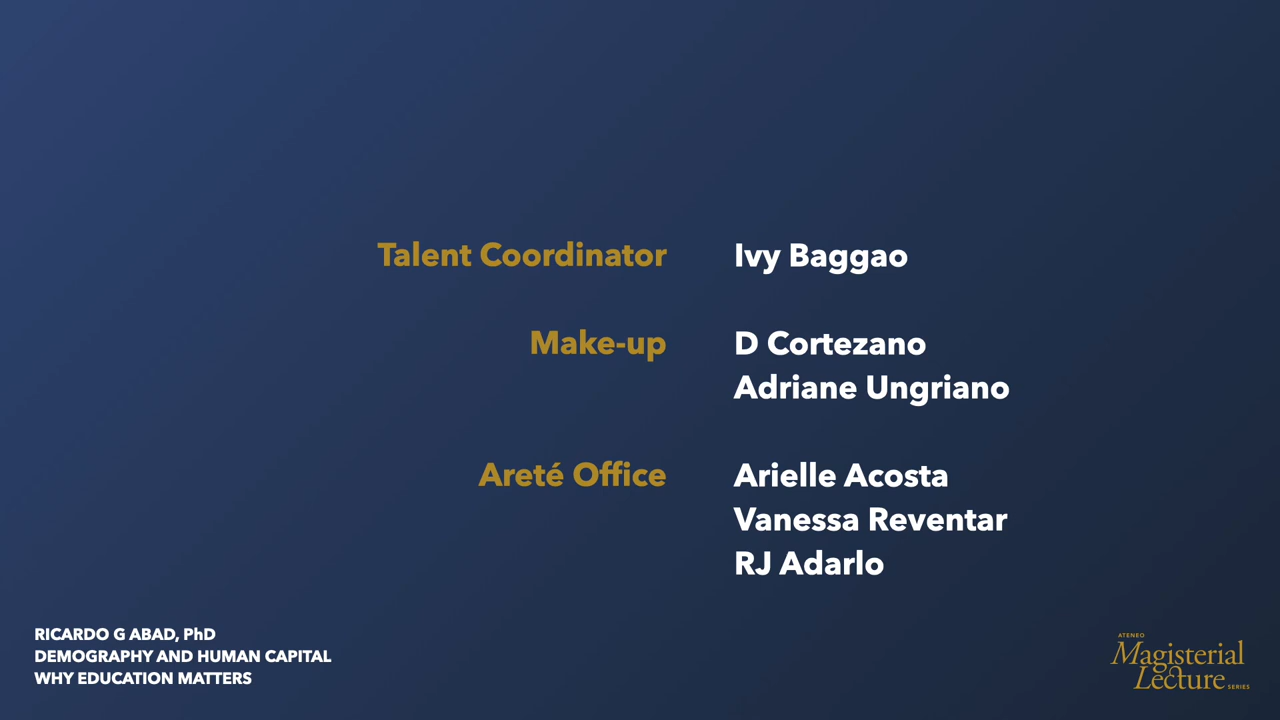 Talent Coordinator Ivy Baggao
Make-up D Cortezano
Adriane Ungriano
Areté Office Arielle Acosta
Vanessa Reventar
RJ Adarlo
RICARDO G ABAD, PhD
DEMOGRAPHY AND HUMAN CAPITAL
WHY EDUCATION MATTERS
ATENEO
Magisterial
Lecture SERIES